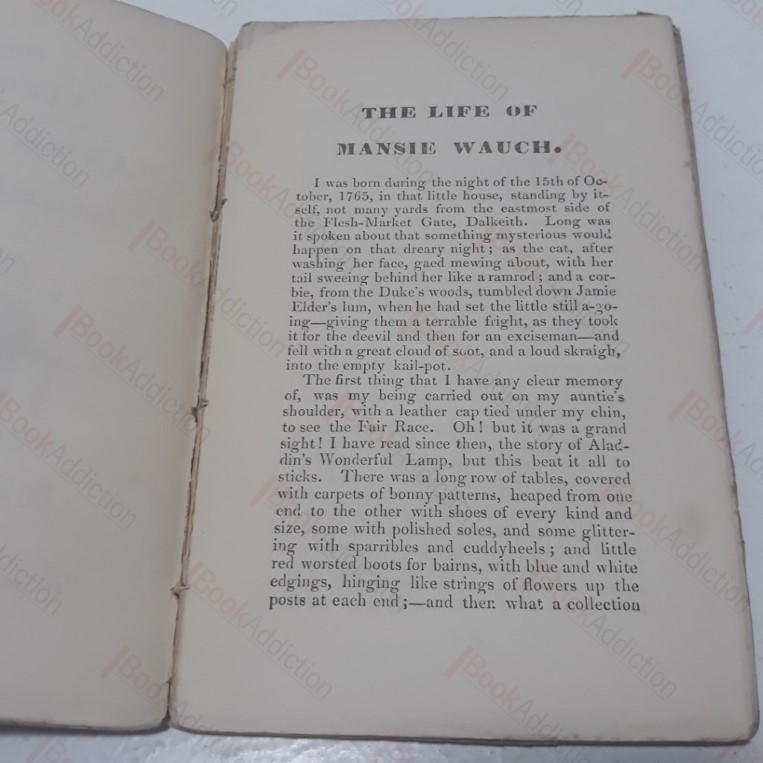 THE LIFE OF
MANSIE WAUCH.
I was born during the night of the 15th of Oc-
tober, 1765, in that little house, standing by it-
self, not many yards from the eastmost side of
the Flesh-Market Gate, Dalkeith. Long was
it spoken about that something mysterious would
happen on that dreary night; as the cat, after
washing her face, gaed mewing about, with her
tail sweeing behind her like a ramrod; and a cor-
bie, from the Duke's woods, tumbled down Jamie
Elder's lum, when he had set the little still a-go-
ing—giving them a terrable fright, as they took
it for the deevil and then for an exciseman—and
fell with a great cloud of soot, and a loud skraigh,
into the empty kail-pot.
The first thing that I have any clear memory
of, was my being carried out on my auntie's
shoulder, with a leather cap tied under my chin,
to see the Fair Race. Oh! but it was a grand
sight! I have read since then, the story of Alad-
din's Wonderful Lamp, but this beat it all to
sticks. There was a long row of tables, covered
with carpets of bonny patterns, heaped from one
end to the other with shoes of every kind and
size, some with polished soles, and some glitter-
ing with sparribles and cuddyheels; and little
red worsted boots for bairns, with blue and white
edgings, hinging like strings of flowers up the
posts at each end;—and then what a collection
BookAddiction